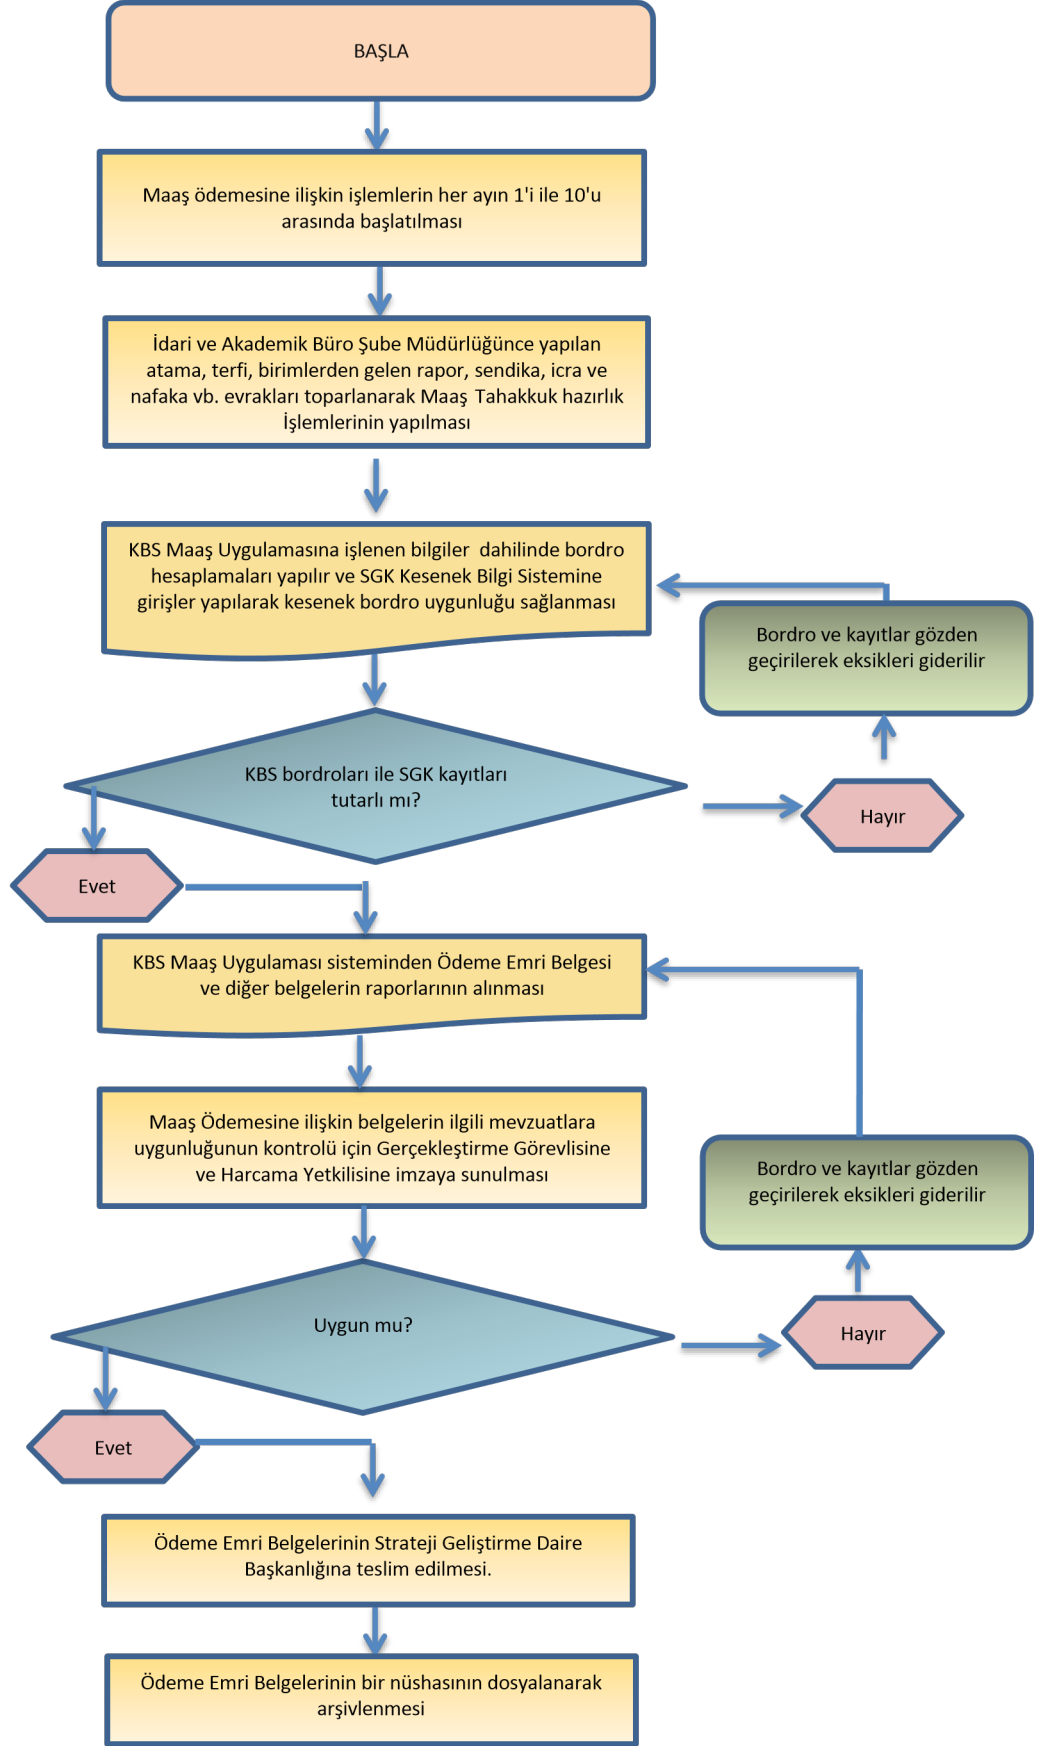 BAŞLA
Maaş ödemesine ilişkin işlemlerin her ayın 1'i ile 10'u
arasında başlatılması
İdari ve Akademik Büro Şube Müdürlüğünce yapılan
atama, terfi, birimlerden gelen rapor, sendika, icra ve
nafaka vb. evrakları toparlanarak Maaş Tahakkuk hazırlık
İşlemlerinin yapılması
KBS Maaş Uygulamasına işlenen bilgiler dahilinde bordro
hesaplamaları yapılır ve SGK Kesenek Bilgi Sistemine
girişler yapılarak kesenek bordro uygunluğu sağlanması
Bordro ve kayıtlar gözden
geçirilerek eksikleri giderilir
KBS bordroları ile SGK kayıtları
tutarlı mı?
Hayır
Evet
KBS Maaş Uygulaması sisteminden Ödeme Emri Belgesi
ve diğer belgelerin raporlarının alınması
Maaş Ödemesine ilişkin belgelerin ilgili mevzuatlara
uygunluğunun kontrolü için Gerçekleştirme Görevlisine
ve Harcama Yetkilisine imzaya sunulması
Bordro ve kayıtlar gözden
geçirilerek eksikleri giderilir
Uygun mu?
Hayır
Evet
Ödeme Emri Belgelerinin Strateji Geliştirme Daire
Başkanlığına teslim edilmesi.
Ödeme Emri Belgelerinin bir nüshasının dosyalanarak
arşivlenmesi